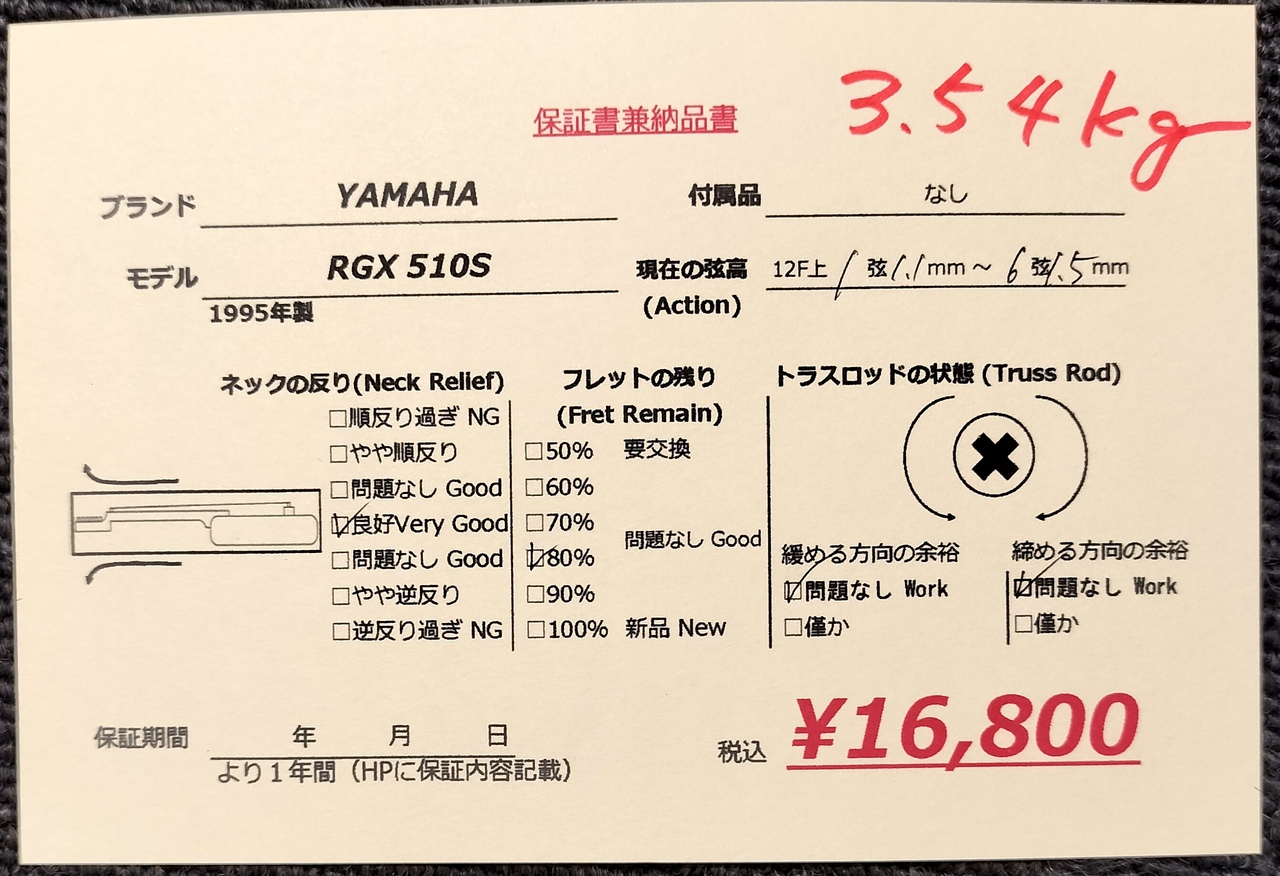 保証書兼納品書 3.54kg
ブランド YAMAHA 付属品 なし
モデル RGX 510S 現在の弦高 12F上 1 弦 1.1mm～ 6 弦 1.5mm
1995年製 (Action)
ネックの反り(Neck Relief) フレットの残り トラスロッドの状態 (Truss Rod)
□順反り過ぎ NG (Fret Remain)
□やや順反り □50% 要交換
□問題なし Good □60%
☑良好Very Good □70%
□問題なし Good ☑80% 問題なし Good 緩める方向の余裕 締める方向の余裕
□やや逆反り □90% ☑問題なし Work ☑問題なし Work
□逆反り過ぎ NG □100% 新品 New □僅か □僅か
保証期間 年 月 日 税込 ¥16,800
より１年間（HPに保証内容記載）